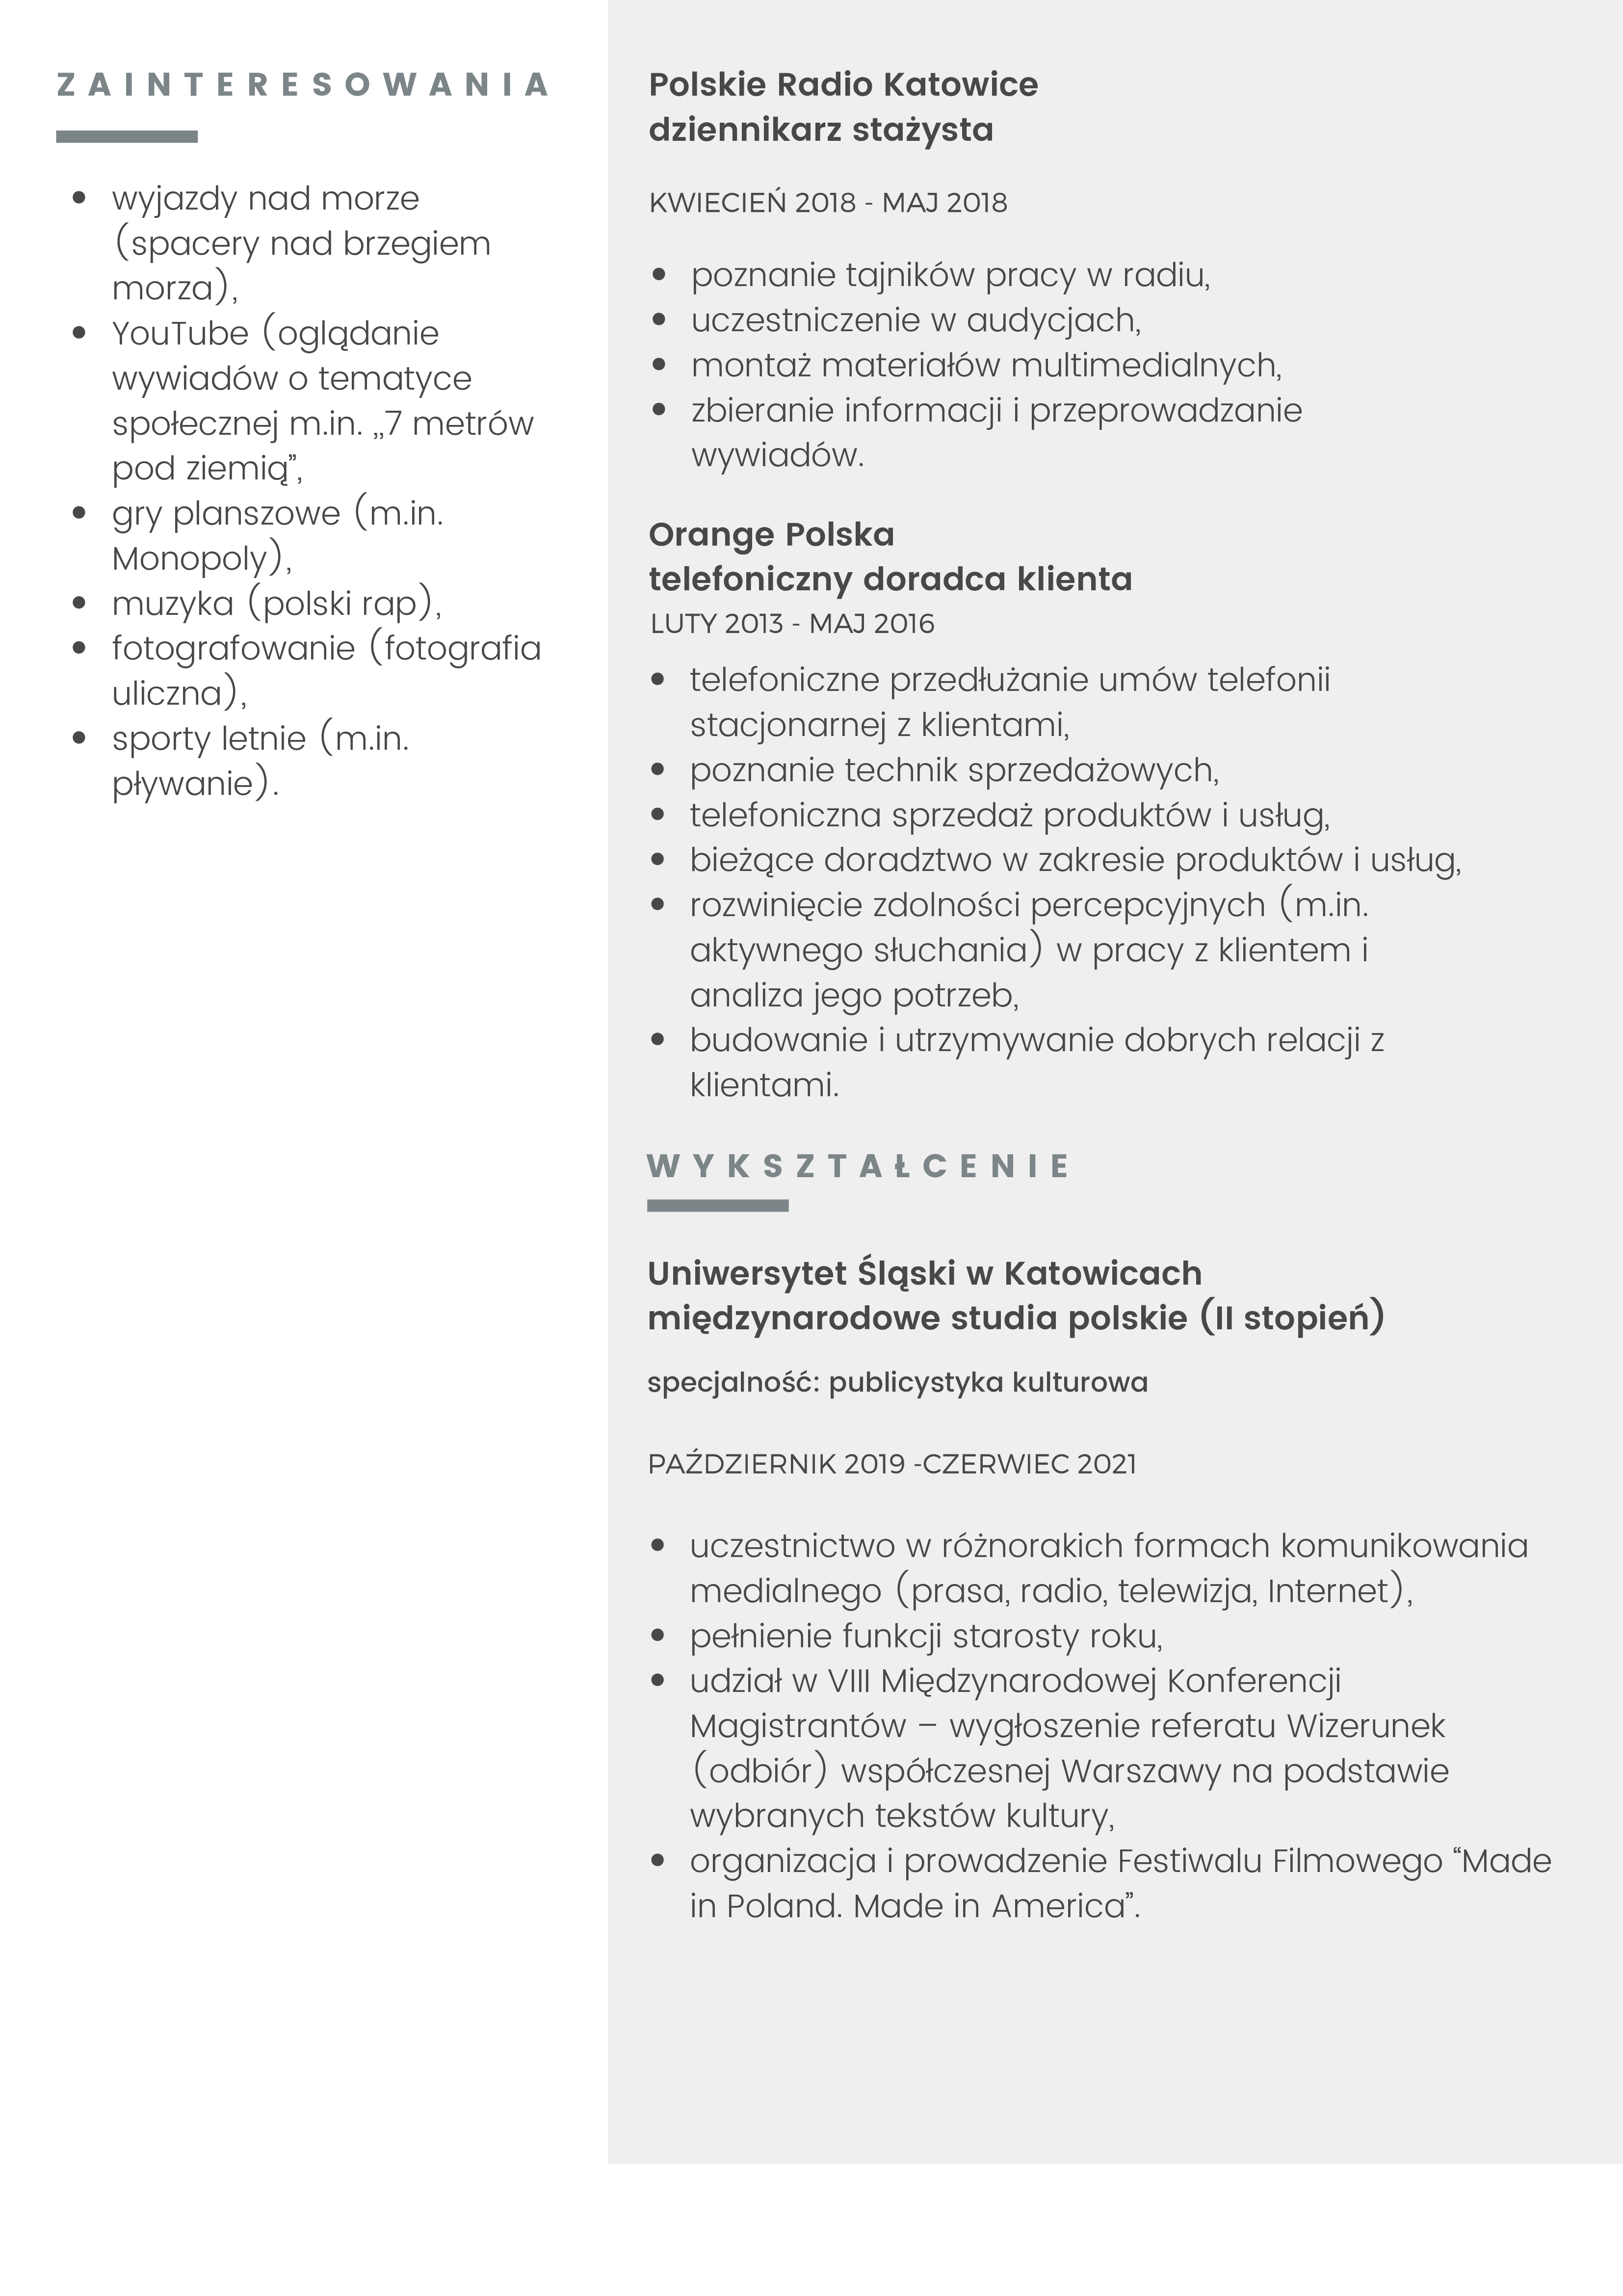 ZAINTERESOWANIA
wyjazdy nad morze
(spacery nad brzegiem
morza),
YouTube (oglądanie
wywiadów o tematyce
społecznej m.in. „7 metrów
pod ziemią”,
gry planszowe (m.in.
Monopoly),
muzyka (polski rap),
fotografowanie (fotografia
uliczna),
sporty letnie (m.in.
pływanie).
Polskie Radio Katowice
dziennikarz stażysta
KWIECIEŃ 2018 - MAJ 2018
poznanie tajników pracy w radiu,
uczestniczenie w audycjach,
montaż materiałów multimedialnych,
zbieranie informacji i przeprowadzanie
wywiadów.
Orange Polska
telefoniczny doradca klienta
LUTY 2013 - MAJ 2016
telefoniczne przedłużanie umów telefonii
stacjonarnej z klientami,
poznanie technik sprzedażowych,
telefoniczna sprzedaż produktów i usług,
bieżące doradztwo w zakresie produktów i usług,
rozwinięcie zdolności percepcyjnych (m.in.
aktywnego słuchania) w pracy z klientem i
analiza jego potrzeb,
budowanie i utrzymywanie dobrych relacji z
klientami.
WYKSZTAŁCENIE
Uniwersytet Śląski w Katowicach
międzynarodowe studia polskie (II stopień)
specjalność: publicystyka kulturowa
PAŹDZIERNIK 2019 -CZERWIEC 2021
uczestnictwo w różnorakich formach komunikowania
medialnego (prasa, radio, telewizja, Internet),
pełnienie funkcji starosty roku,
udział w VIII Międzynarodowej Konferencji
Magistrantów – wygłoszenie referatu Wizerunek
(odbiór) współczesnej Warszawy na podstawie
wybranych tekstów kultury,
organizacja i prowadzenie Festiwalu Filmowego “Made
in Poland. Made in America”.